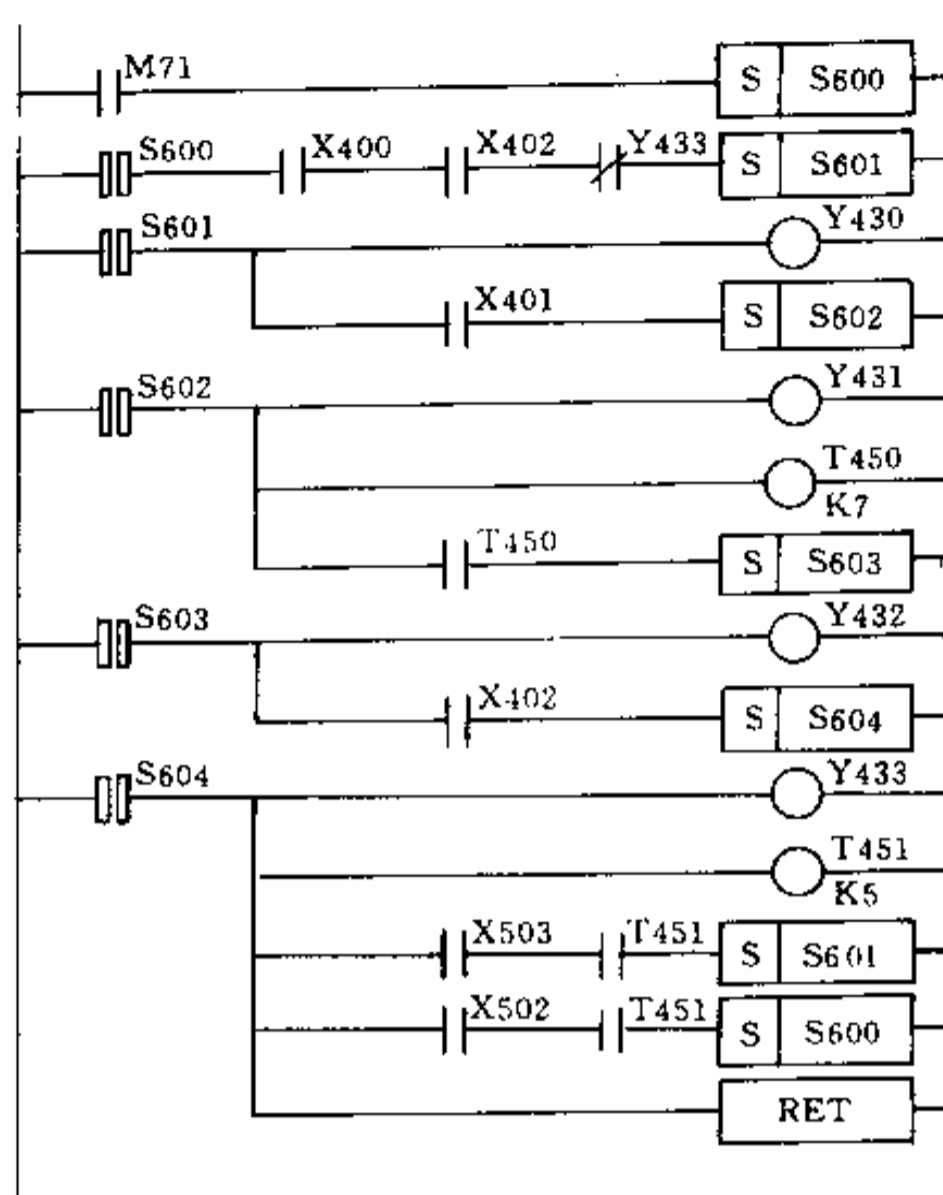 M71 S S600
S600 X400 X402 Y433 S S601
S601 Y430
X401 S S602
S602 Y431
T450
K7
T450 S S603
S603 Y432
X402 S S604
S604 Y433
T451
K5
X503 T451 S S601
X502 T451 S S600
RET